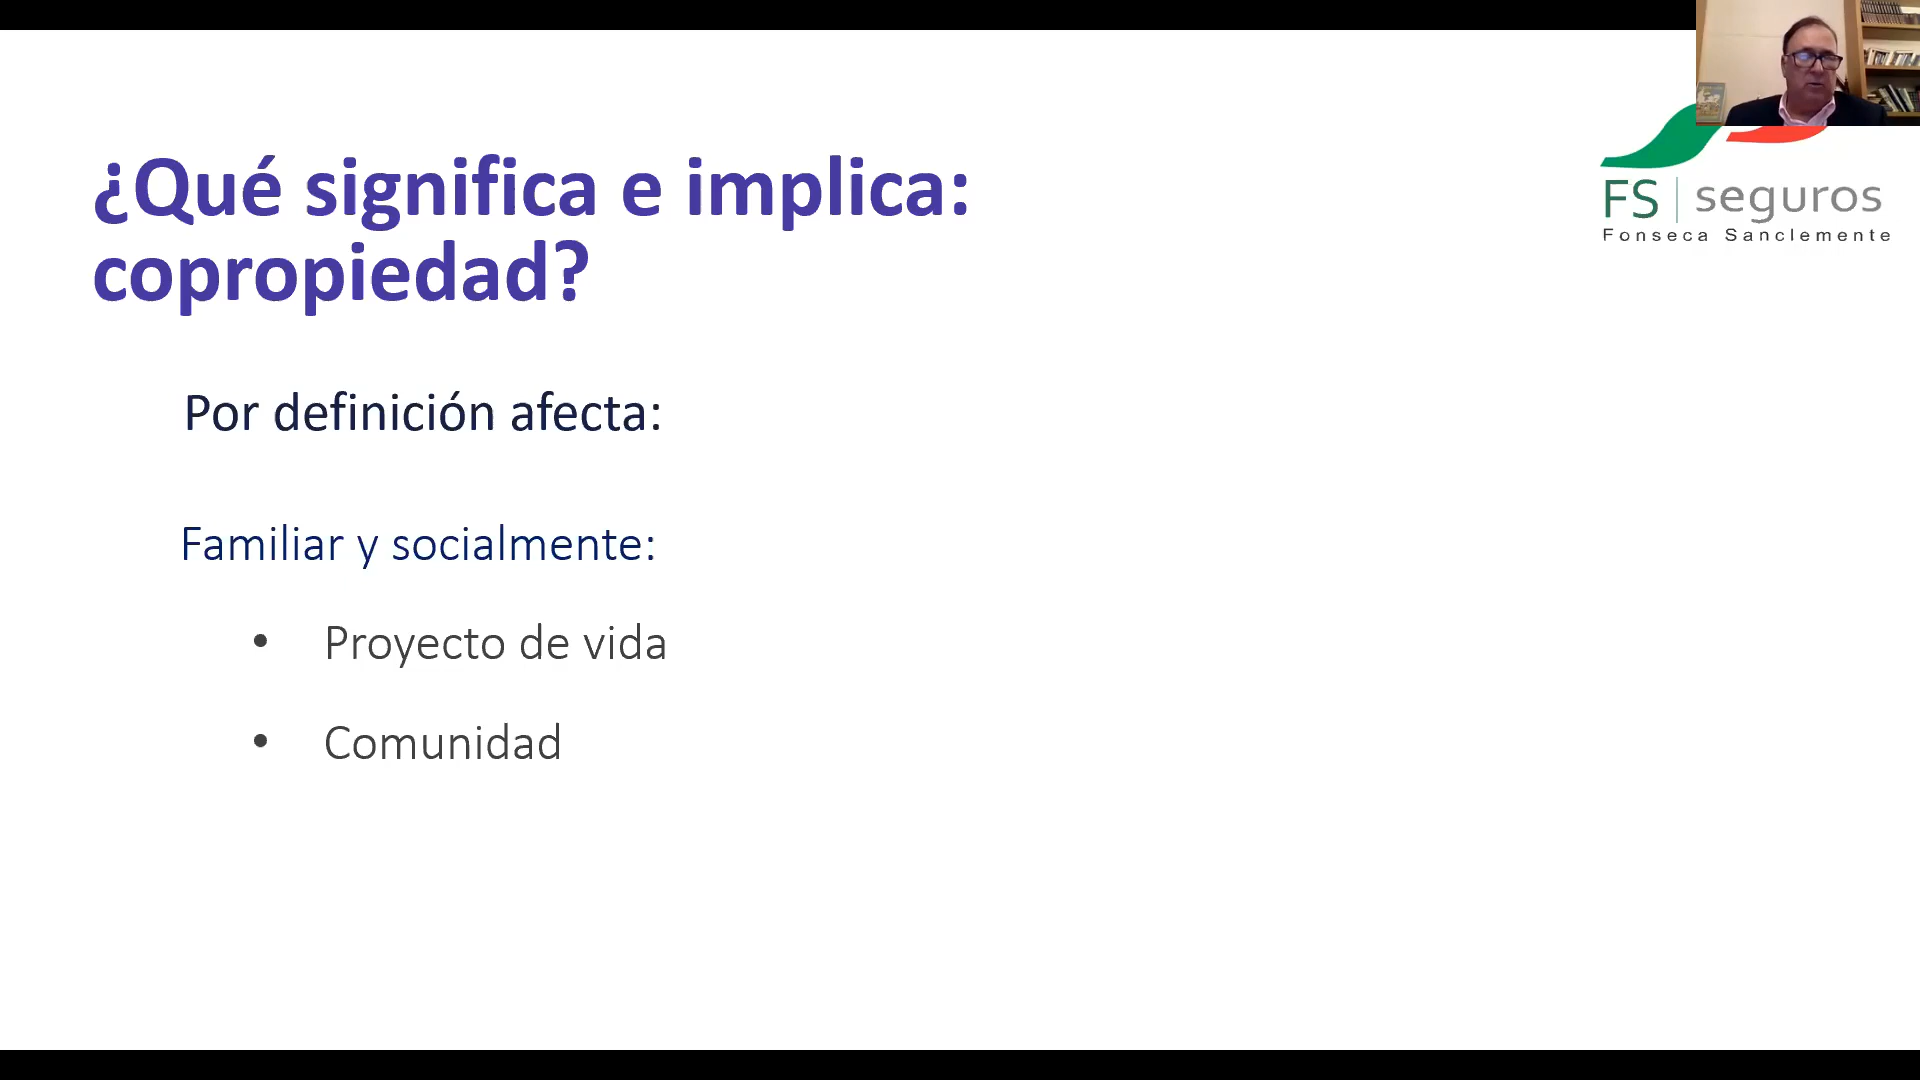 ¿Qué significa e implica:
copropiedad?
FS | seguros
Fonseca Sanclemente
Por definición afecta:
Familiar y socialmente:
• Proyecto de vida
• Comunidad